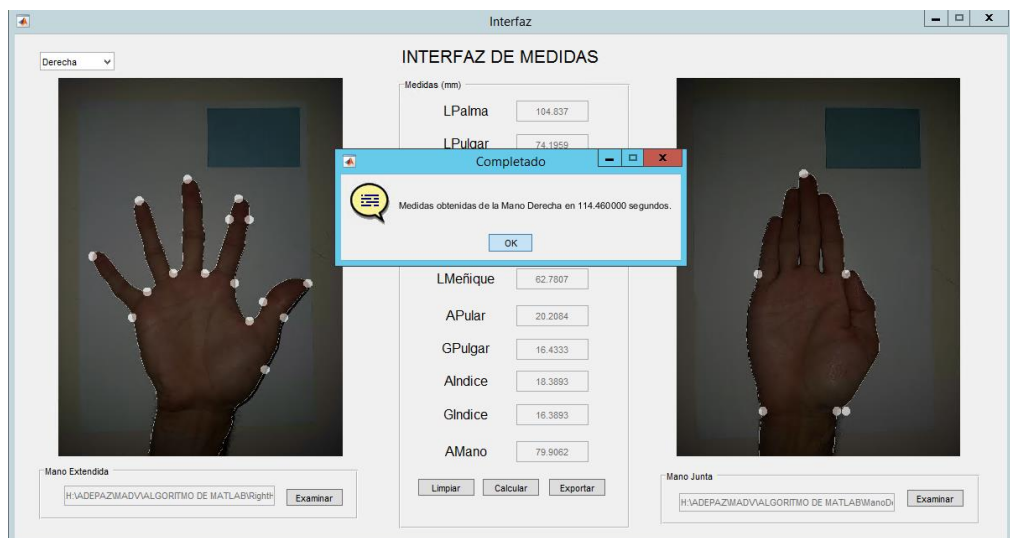 Interfaz
Derecha
INTERFAZ DE MEDIDAS
Medidas (mm)
LPalma 104.837
LPulgar 74.1959
Completado
Medidas obtenidas de la Mano Derecha en 114.460000 segundos.
OK
LMeñique 62.7807
APular 20.2084
GPulgar 16.4333
AIndice 18.3893
GIndice 16.3893
AMano 79.9062
Limpiar Calcular Exportar
Mano Extendida
H:\ADEPAZ\MADV\ALGORITMO DE MATLAB\RightH Examinar
Mano Junta
H:\ADEPAZ\MADV\ALGORITMO DE MATLAB\ManoD Examinar